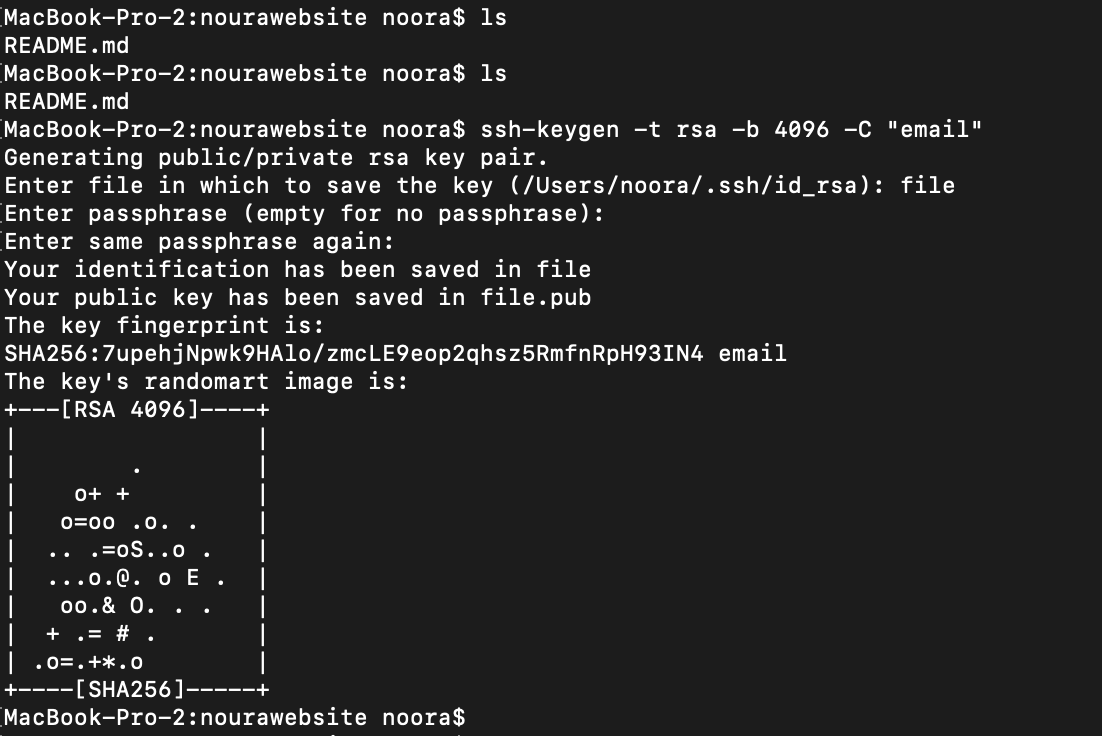 [MacBook-Pro-2:nourawebsite noora$ ls
README.md
[MacBook-Pro-2:nourawebsite noora$ ls
README.md
[MacBook-Pro-2:nourawebsite noora$ ssh-keygen -t rsa -b 4096 -C "email"
Generating public/private rsa key pair.
Enter file in which to save the key (/Users/noora/.ssh/id_rsa): file
[Enter passphrase (empty for no passphrase):
[Enter same passphrase again:
Your identification has been saved in file
Your public key has been saved in file.pub
The key fingerprint is:
SHA256:7upehjNpwk9HAlo/zmcLE9eop2qhsz5RmfnRpH93IN4 email
The key's randomart image is:
+---[RSA 4096]----+
|                 |
|        .        |
|    o+ +         |
|   o=oo .o. .    |
|  .. .=oS..o .   |
|  ...o.@. o E .  |
|   oo.& O. . .   |
|  + .= # .       |
| .o=.+*.o        |
+----[SHA256]-----+
[MacBook-Pro-2:nourawebsite noora$